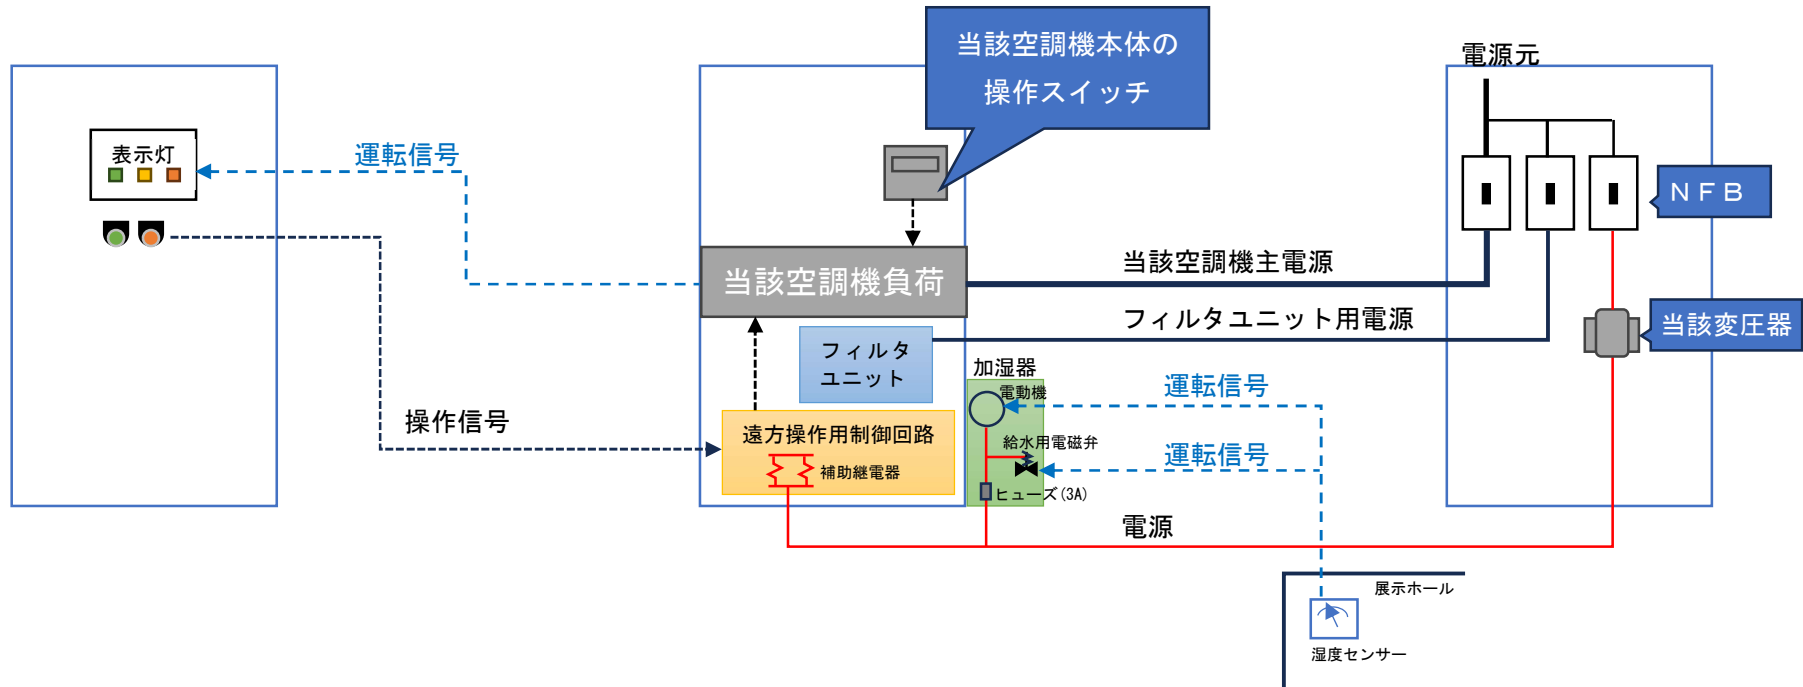 当該空調機本体の
操作スイッチ
電源元
表示灯
運転信号
NFB
当該空調機負荷
当該空調機主電源
フィルタユニット用電源
当該変圧器
フィルタ
ユニット
加湿器
電動機
運転信号
操作信号
遠方操作用制御回路
給水用電磁弁
運転信号
補助継電器
ヒューズ(3A)
電源
展示ホール
湿度センサー